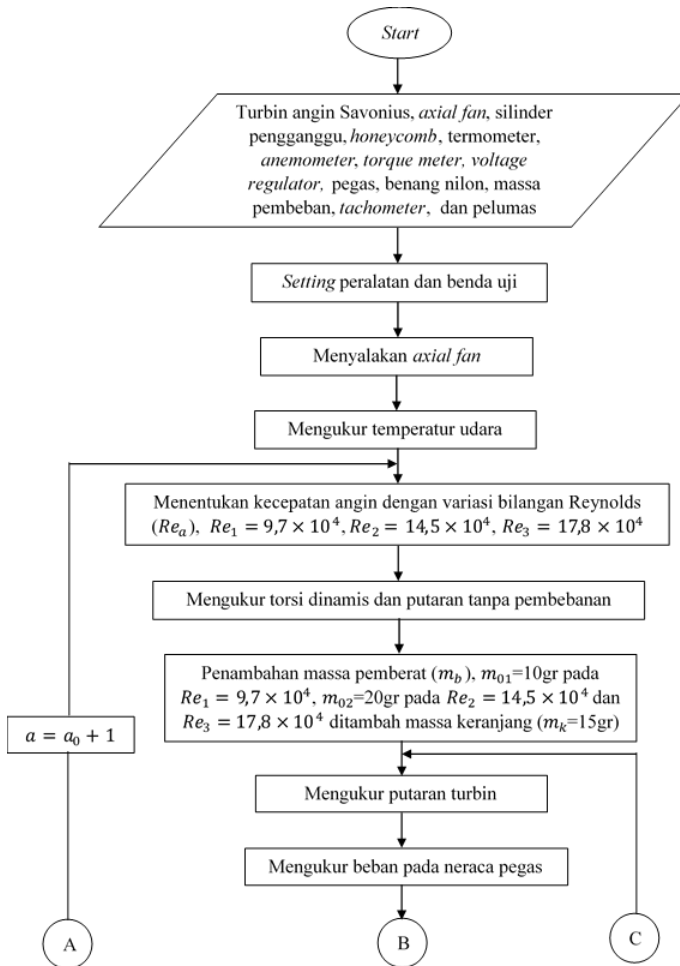 Start
Turbin angin Savonius, axial fan, silinder
pengganggu, honeycomb, termometer,
anemometer, torque meter, voltage
regulator, pegas, benang nilon, massa
pembeban, tachometer, dan pelumas
Setting peralatan dan benda uji
Menyalakan axial fan
Mengukur temperatur udara
Menentukan kecepatan angin dengan variasi bilangan Reynolds
(Reₐ), Re₁ = 9,7 × 10⁴, Re₂ = 14,5 × 10⁴, Re₃ = 17,8 × 10⁴
Mengukur torsi dinamis dan putaran tanpa pembebanan
Penambahan massa pemberat (m_b), m₀₁=10gr pada
Re₁ = 9,7 × 10⁴, m₀₂=20gr pada Re₂ = 14,5 × 10⁴ dan
Re₃ = 17,8 × 10⁴ ditambah massa keranjang (mₖ=15gr)
a = a₀ + 1
Mengukur putaran turbin
Mengukur beban pada neraca pegas
A
B
C